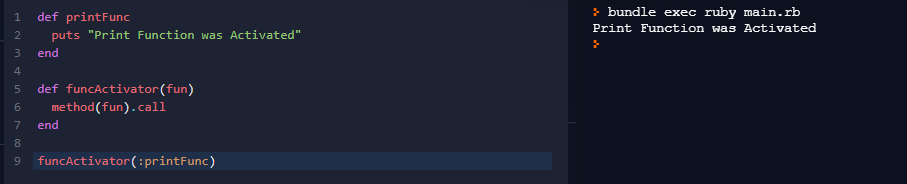 1 def printFunc
2   puts "Print Function was Activated"
3 end
4
5 def funcActivator(fun)
6   method(fun).call
7 end
8
9 funcActivator(:printFunc)
> bundle exec ruby main.rb
Print Function was Activated
>